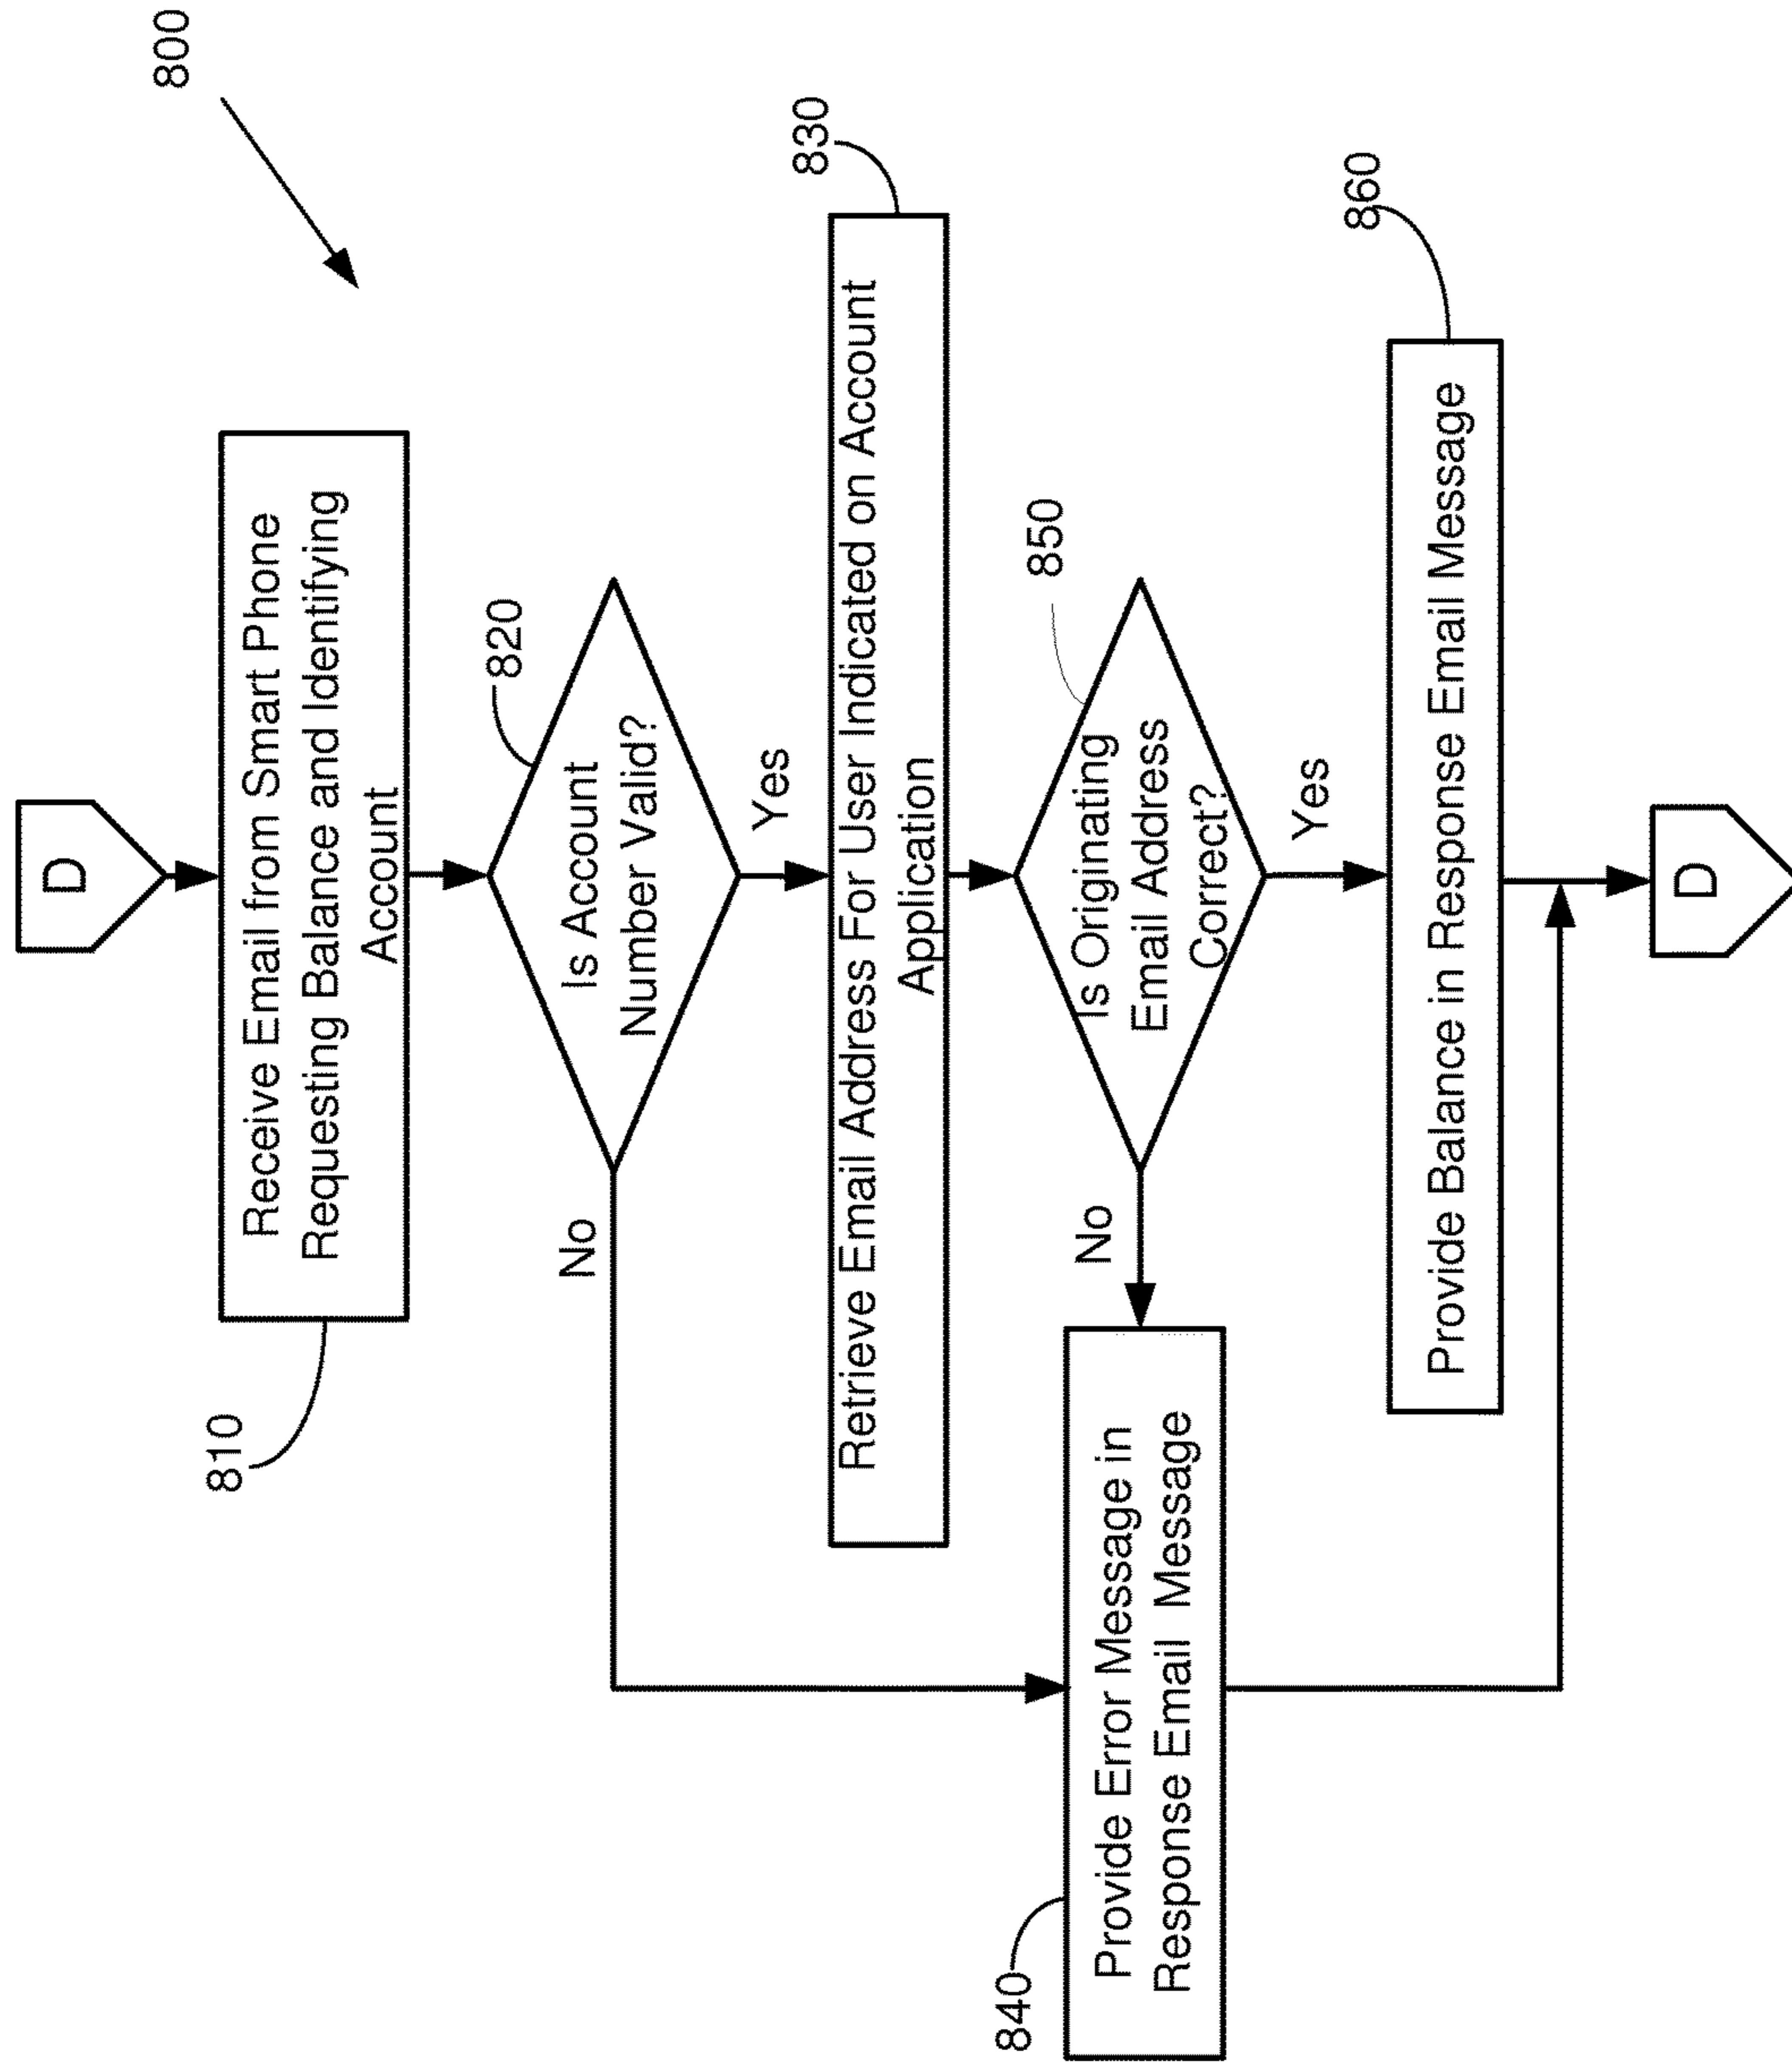 800
D
Receive Email from Smart Phone
Requesting Balance and Identifying
Account
810
820
Is Account
Number Valid?
No
Yes
830
Retrieve Email Address For User Indicated on Account
Application
850
Is Originating
Email Address
Correct?
No
Yes
840
Provide Error Message in
Response Email Message
860
Provide Balance in Response Email Message
D